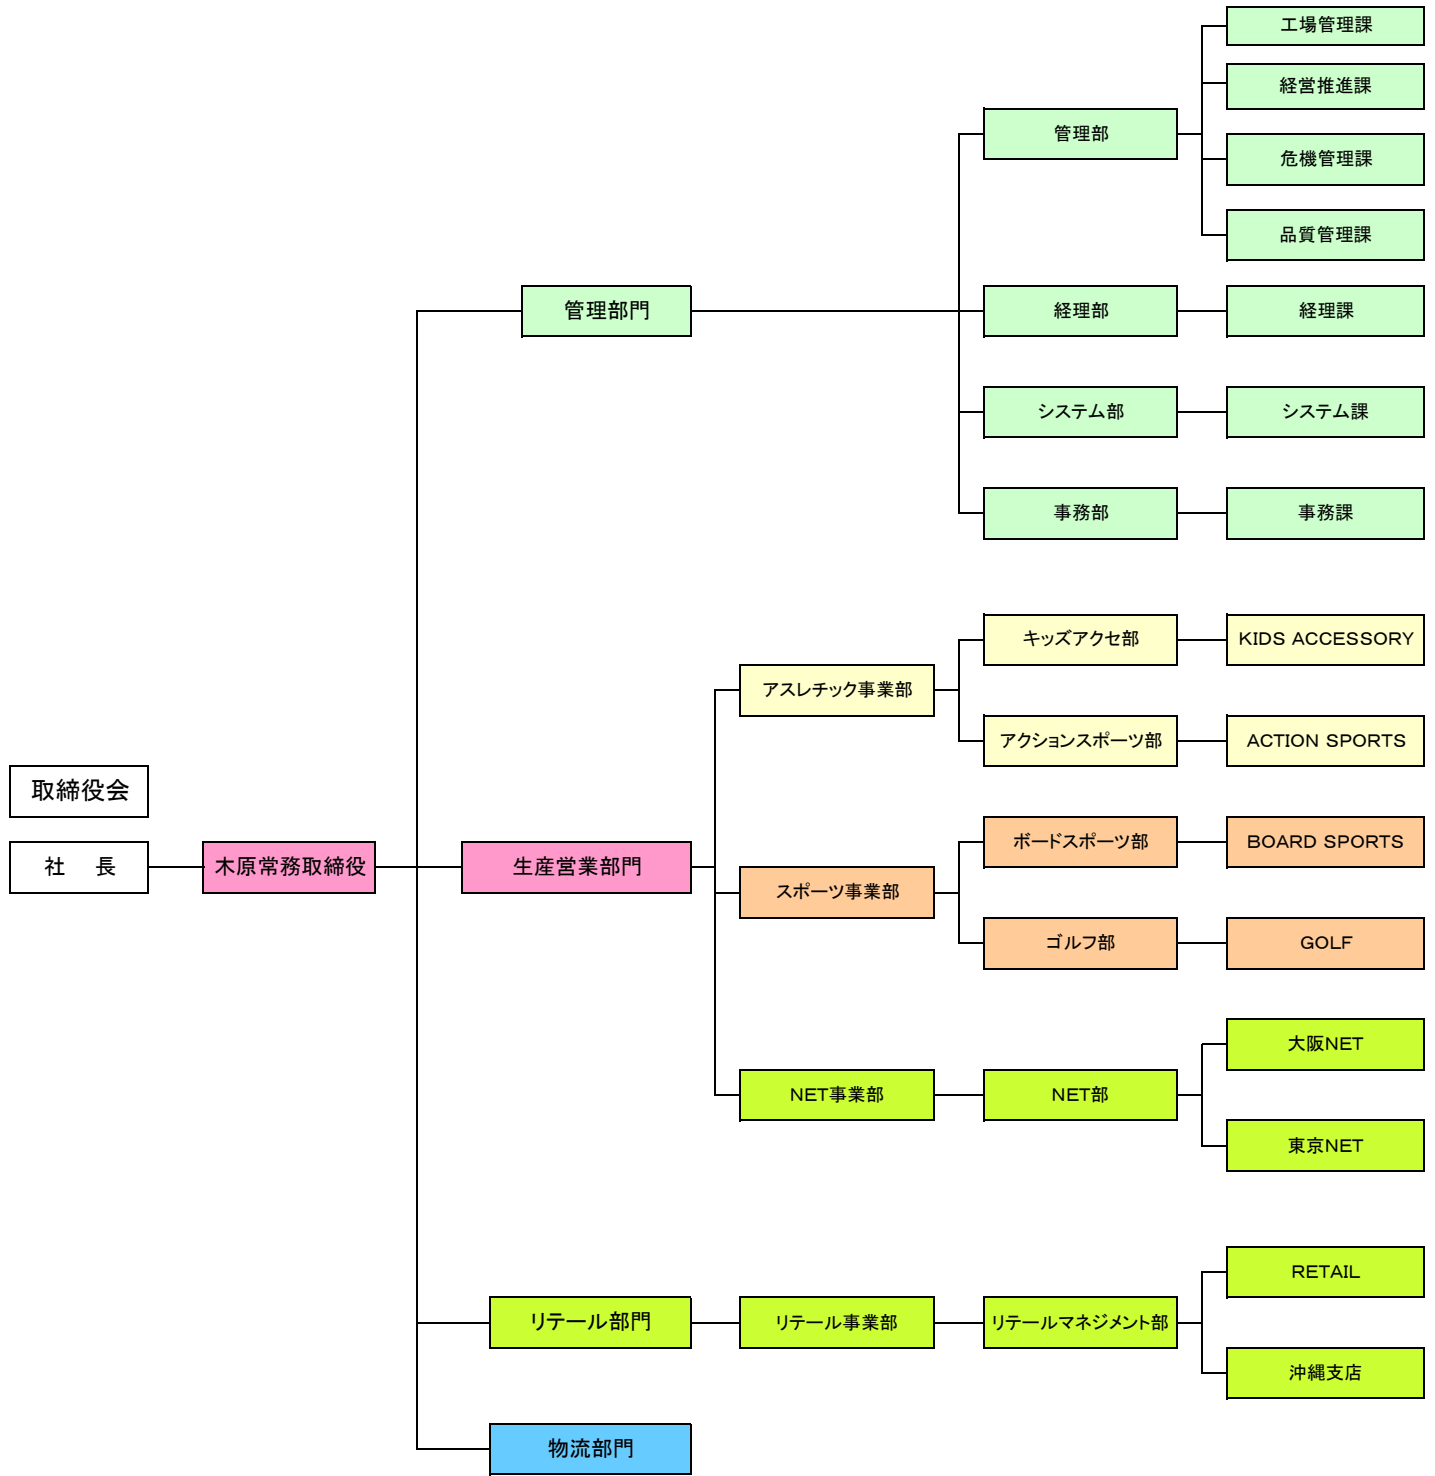 工場管理課
経営推進課
管理部
危機管理課
品質管理課
管理部門
経理部
経理課
システム部
システム課
事務部
事務課
キッズアクセ部
KIDS ACCESSORY
アスレチック事業部
アクションスポーツ部
ACTION SPORTS
取締役会
社　長
木原常務取締役
生産営業部門
ボードスポーツ部
BOARD SPORTS
スポーツ事業部
ゴルフ部
GOLF
大阪NET
NET事業部
NET部
東京NET
RETAIL
リテール部門
リテール事業部
リテールマネジメント部
沖縄支店
物流部門